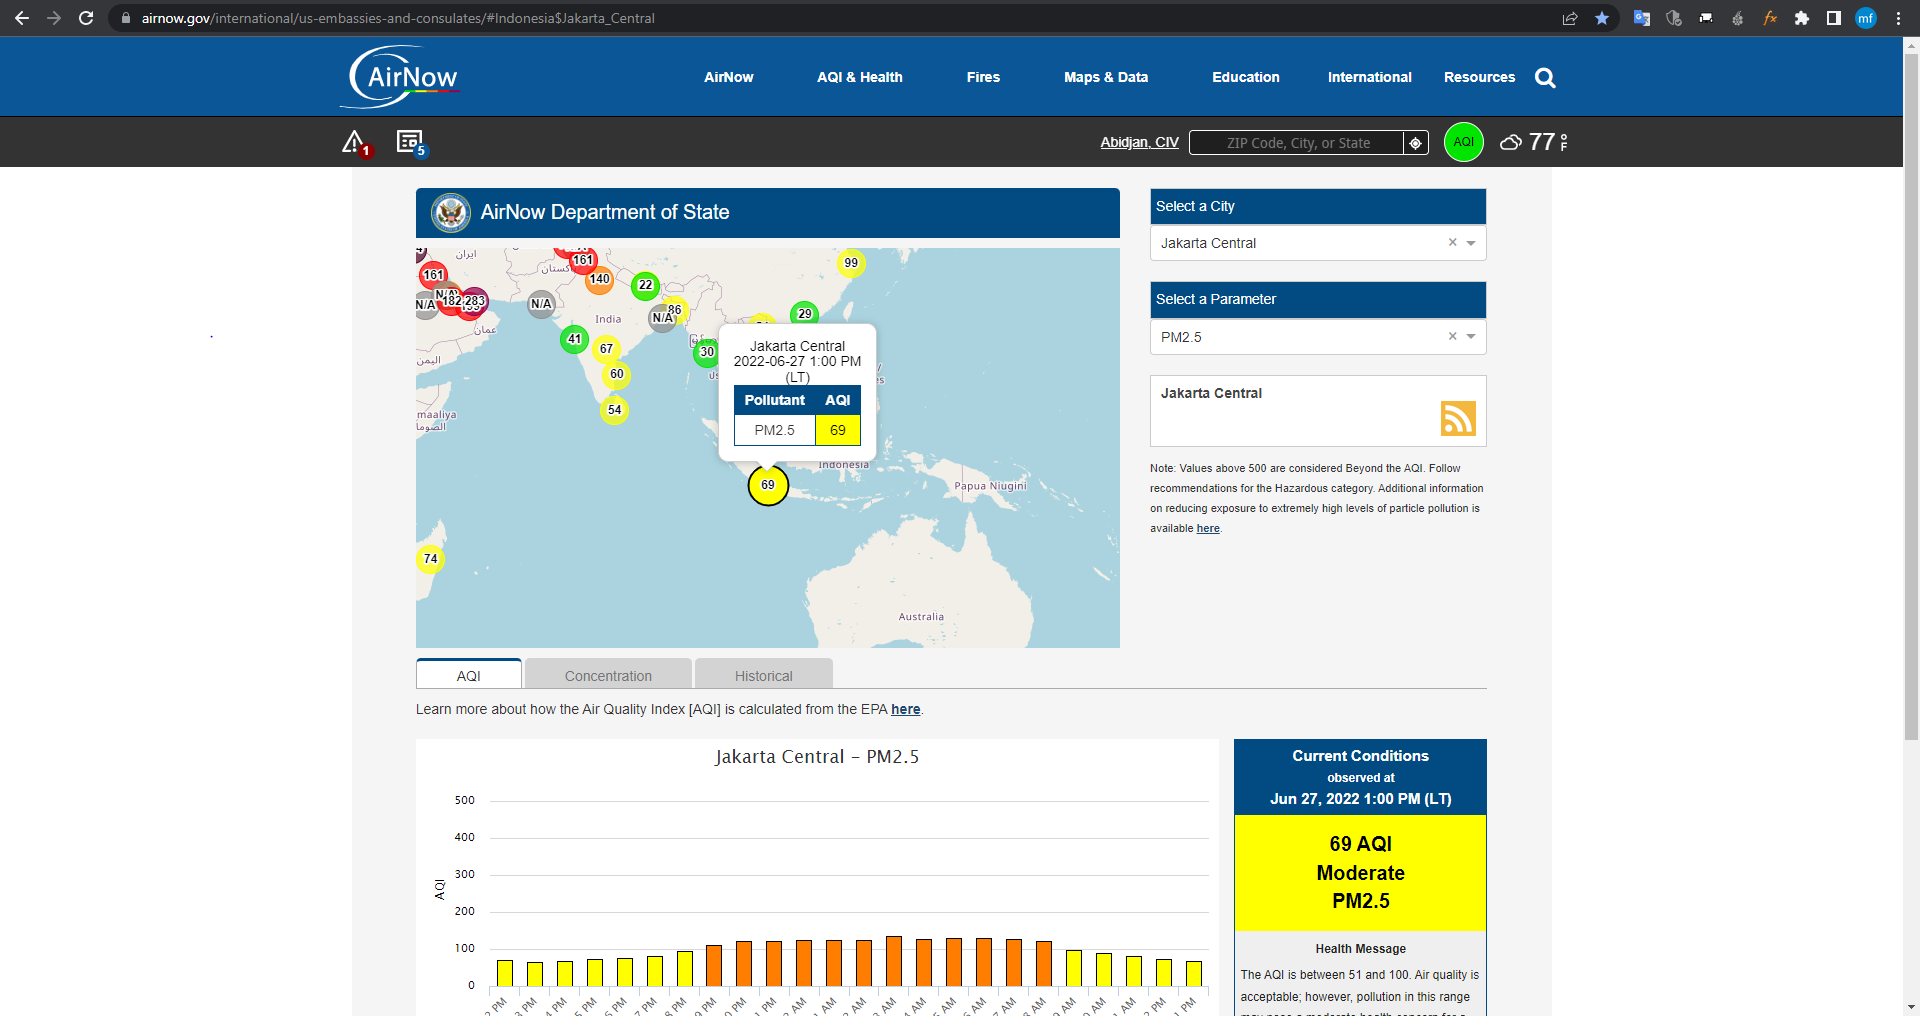 airnow.gov/international/us-embassies-and-consulates/#Indonesia$Jakarta_Central
mf
AirNow
AirNow
AQI & Health
Fires
Maps & Data
Education
International
Resources
1
5
Abidjan, CIV
ZIP Code, City, or State
AQI
77 °F
AirNow Department of State
ایران
161
161
140
22
99
N/A
182
283
N/A
N/A
86
N/A
29
India
عمان
41
67
30
اليمن
60
54
maaliya
الصوما
Jakarta Central
2022-06-27 1:00 PM
(LT)
Pollutant AQI
PM2.5 69
Indonesia
69
Papua Niugini
74
Australia
Select a City
Jakarta Central
Select a Parameter
PM2.5
Jakarta Central
Note: Values above 500 are considered Beyond the AQI. Follow
recommendations for the Hazardous category. Additional information
on reducing exposure to extremely high levels of particle pollution is
available here.
AQI
Concentration
Historical
Learn more about how the Air Quality Index [AQI] is calculated from the EPA here.
Jakarta Central - PM2.5
AQI
500
400
300
200
100
0
Current Conditions
observed at
Jun 27, 2022 1:00 PM (LT)
69 AQI
Moderate
PM2.5
Health Message
The AQI is between 51 and 100. Air quality is
acceptable; however, pollution in this range